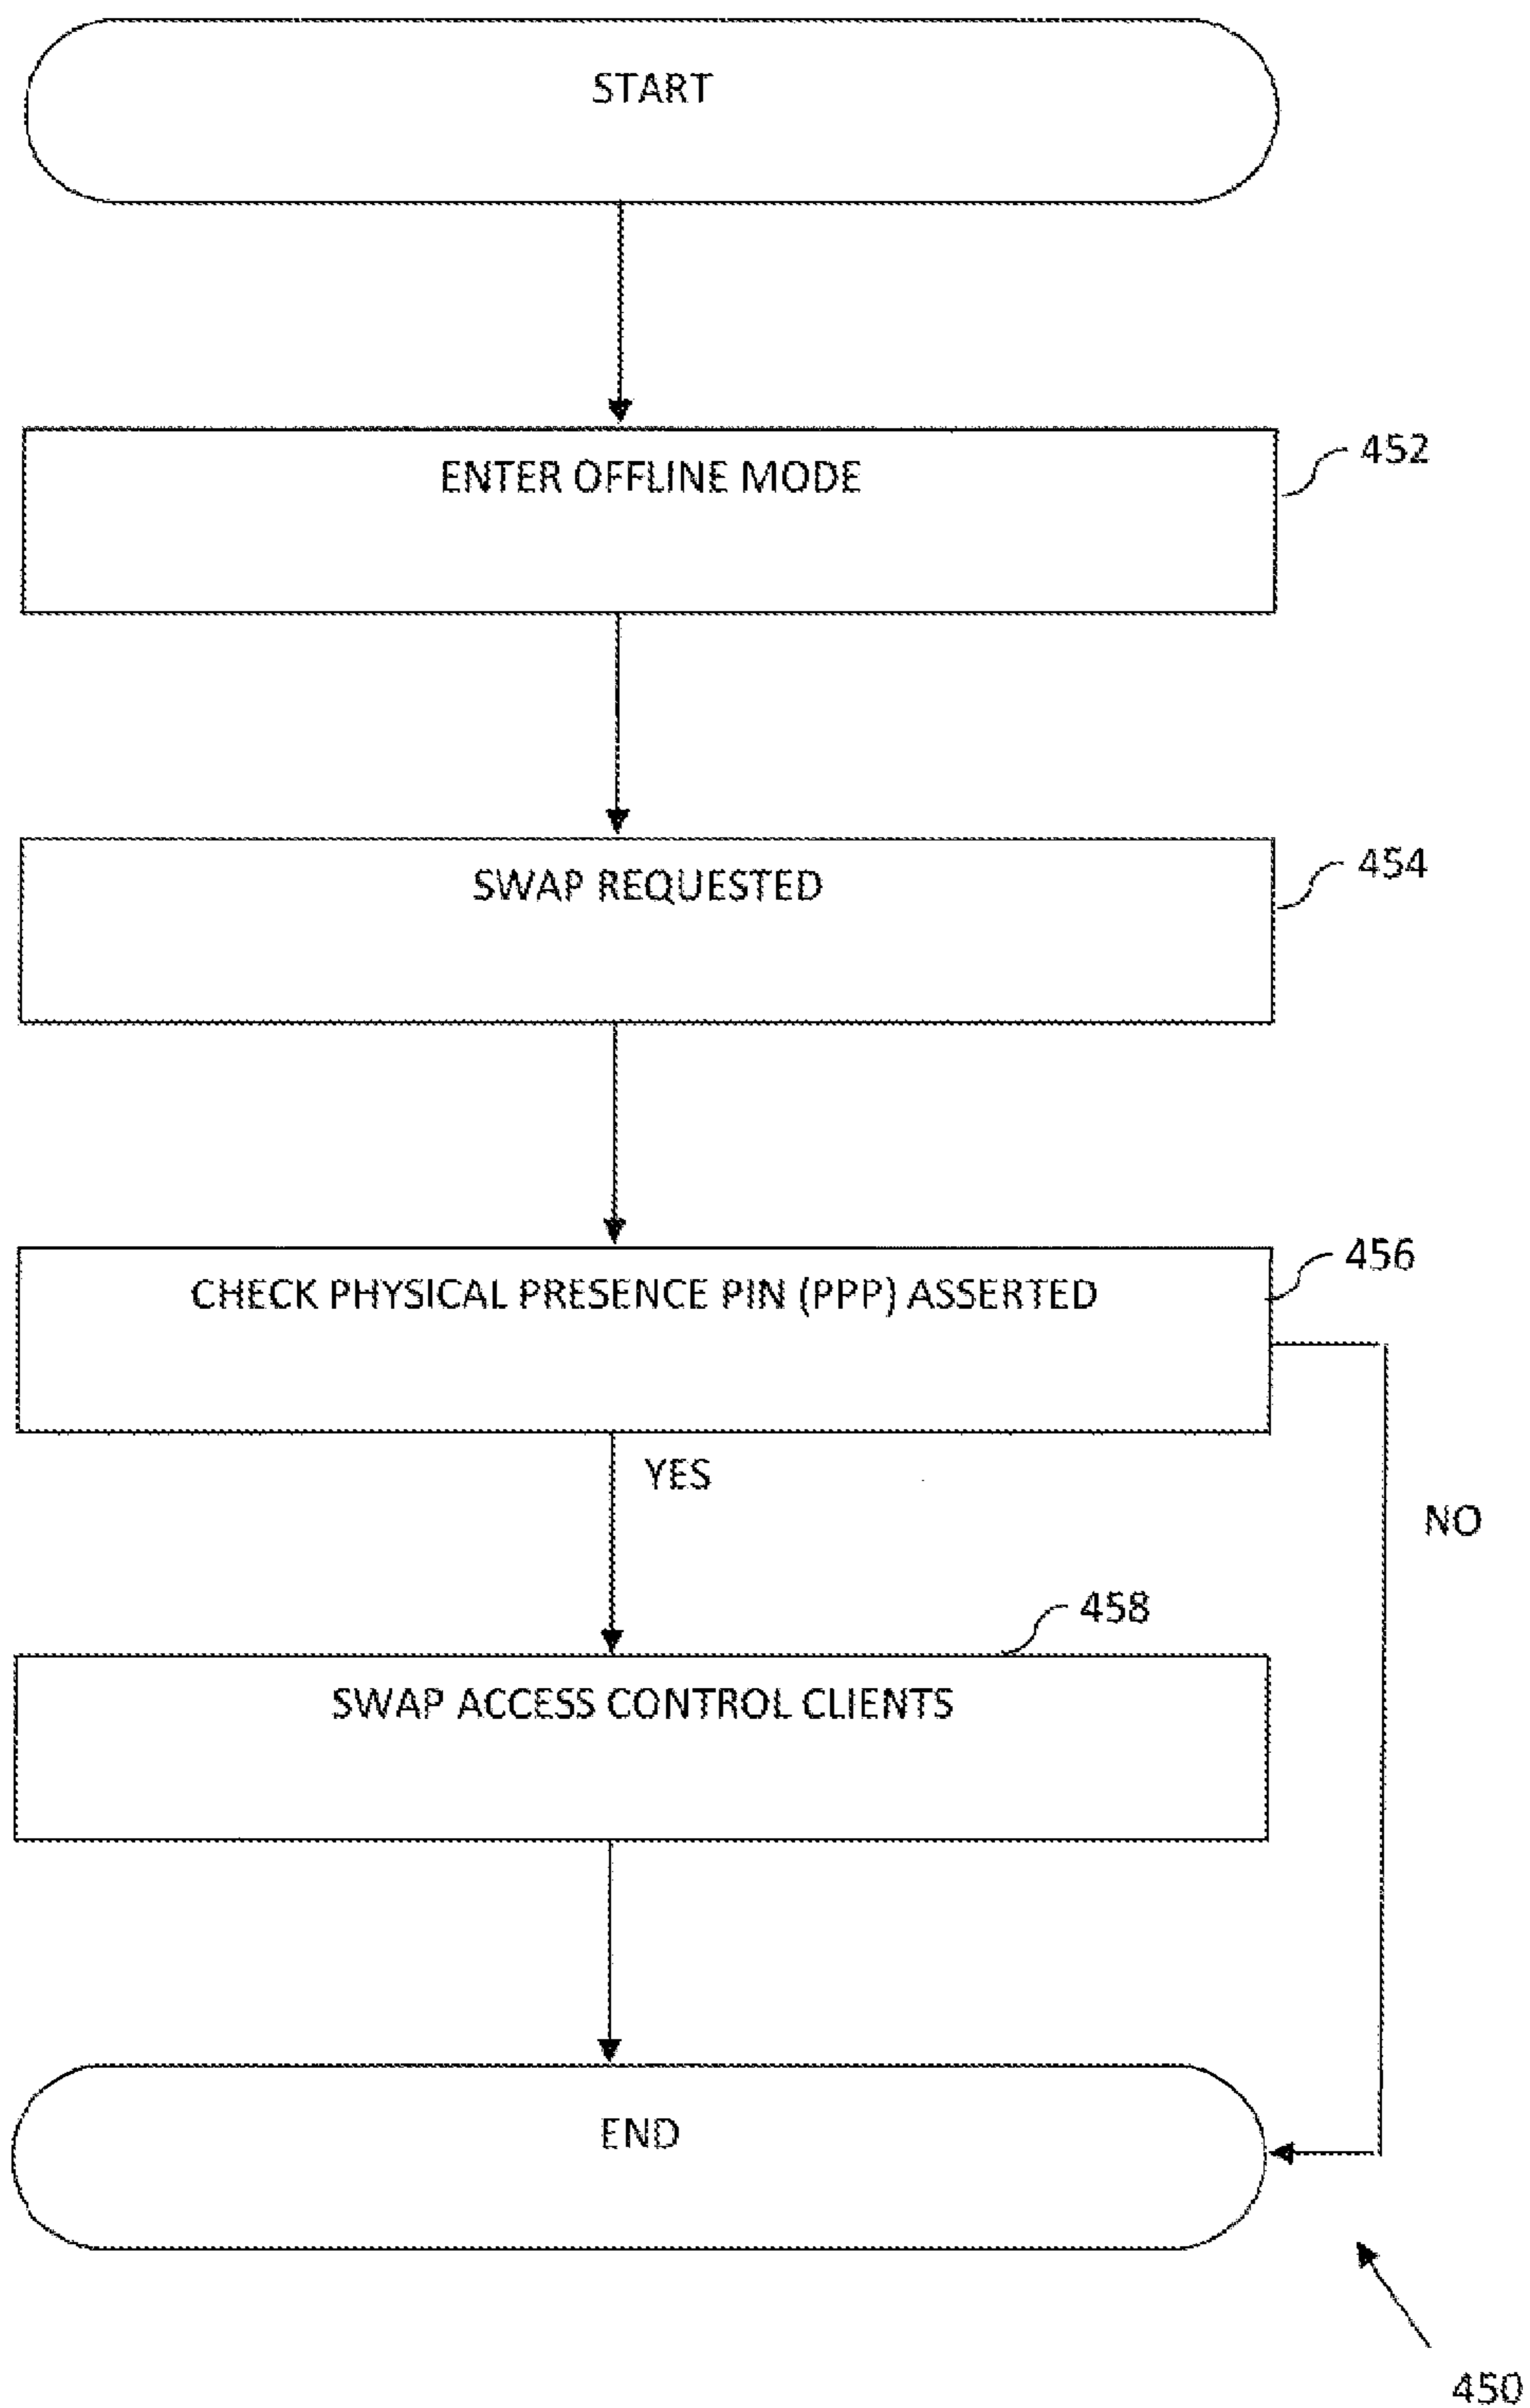 START
ENTER OFFLINE MODE
452
SWAP REQUESTED
454
CHECK PHYSICAL PRESENCE PIN (PPP) ASSERTED
456
YES
NO
458
SWAP ACCESS CONTROL CLIENTS
END
450